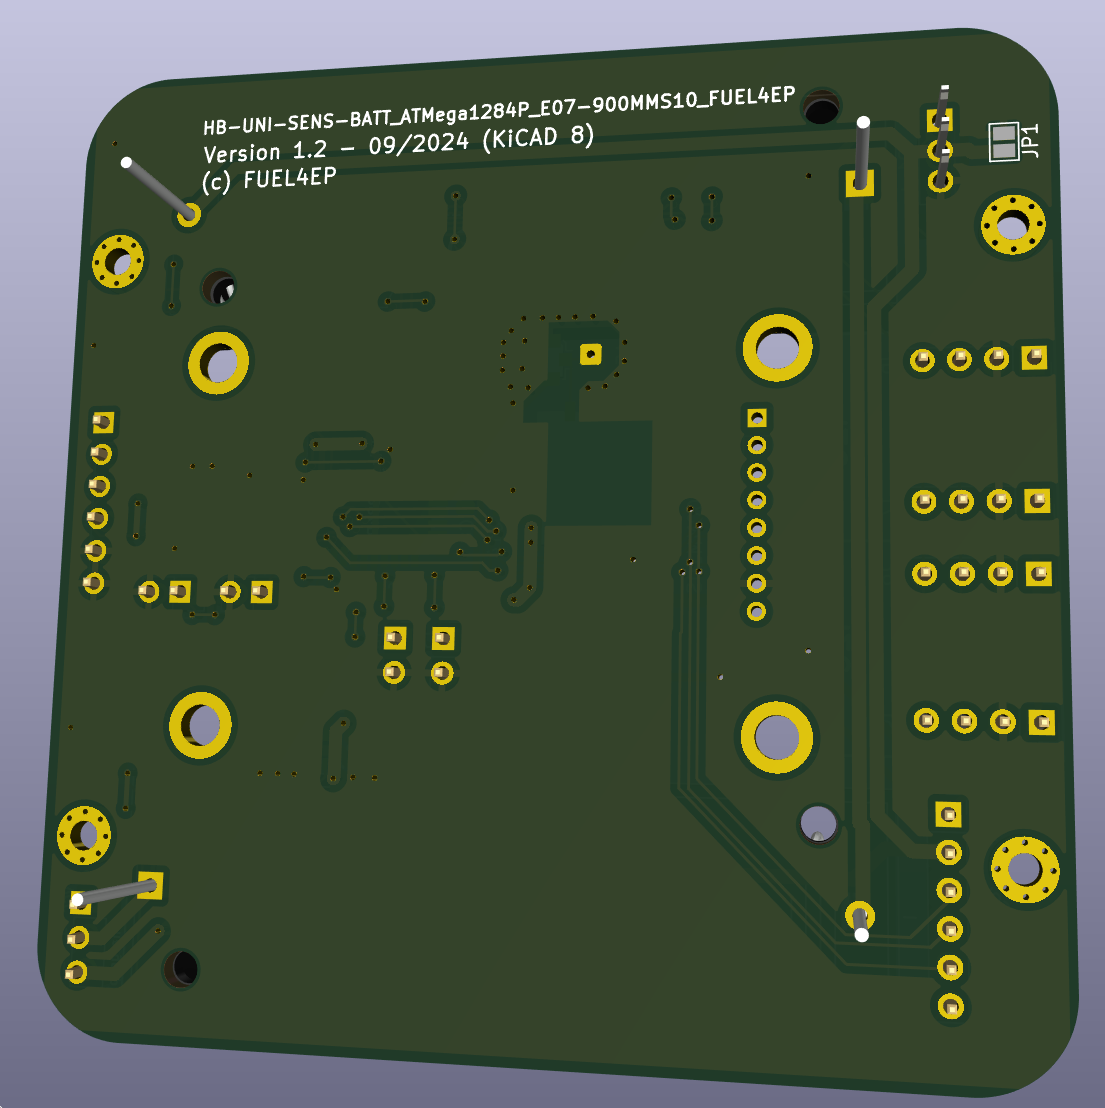 HB-UNI-SENS-BATT_ATMega1284P_E07-900MMS10_FUEL4EP
Version 1.2 - 09/2024 (KiCAD 8)
(c) FUEL4EP
JP1